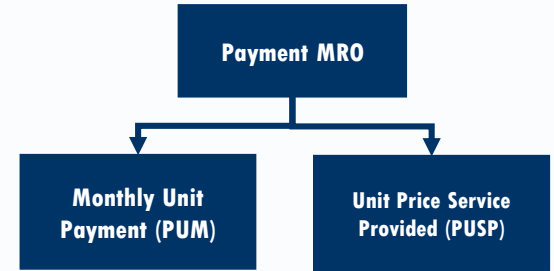 Payment MRO
Monthly Unit
Payment (PUM)
Unit Price Service
Provided (PUSP)